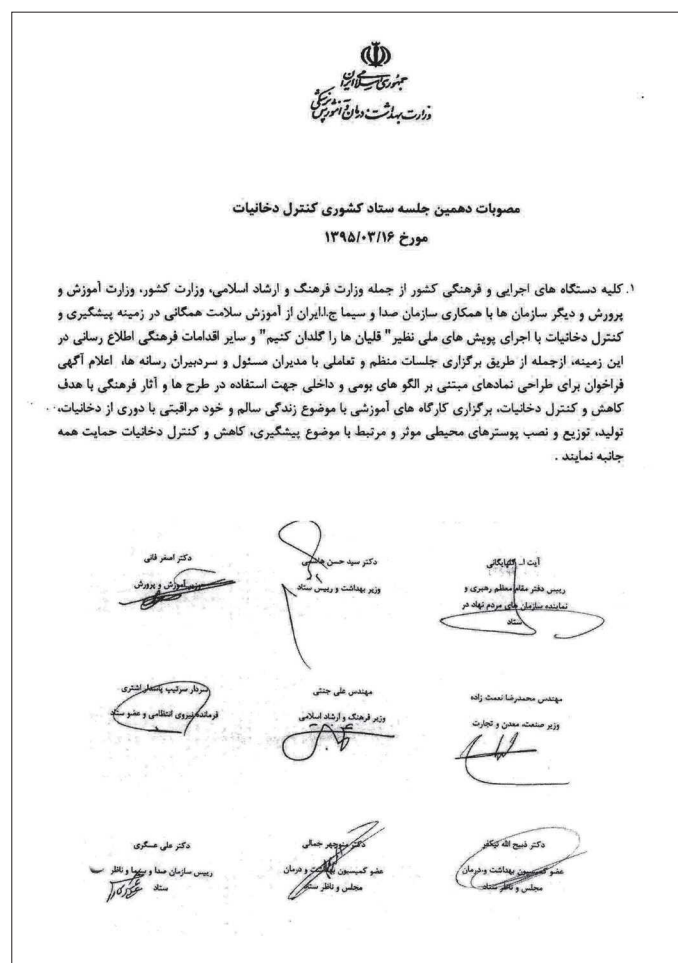 جمهوری اسلامی ایران
وزارت بهداشت درمان و آموزش پزشکی
مصوبات دهمین جلسه ستاد کشوری کنترل دخانیات
مورخ ۱۳۹۵/۰۳/۱۶
۱. کلیه دستگاه های اجرایی و فرهنگی کشور از جمله وزارت فرهنگ و ارشاد اسلامی، وزارت کشور، وزارت آموزش و
پرورش و دیگر سازمان ها با همکاری سازمان صدا و سیما ج.ا.ایران از آموزش سلامت همگانی در زمینه پیشگیری و
کنترل دخانیات با اجرای پویش های ملی نظیر" قلیان ها را گلدان کنیم" و سایر اقدامات فرهنگی اطلاع رسانی در
این زمینه، ازجمله از طریق برگزاری جلسات منظم و تعاملی با مدیران مسئول و سردبیران رسانه ها، اعلام آگهی
فراخوان برای طراحی نمادهای مبتنی بر الگو های بومی و داخلی جهت استفاده در طرح ها و آثار فرهنگی با هدف
کاهش و کنترل دخانیات، برگزاری کارگاه های آموزشی با موضوع زندگی سالم و خود مراقبتی با دوری از دخانیات،
تولید، توزیع و نصب پوسترهای محیطی موثر و مرتبط با موضوع پیشگیری، کاهش و کنترل دخانیات حمایت همه
جانبه نمایند .
آیت ا... گلپایگانی
رییس دفتر مقام معظم رهبری و
نماینده سازمان های مردم نهاد در
ستاد
دکتر سید حسن هاشمی
وزیر بهداشت و رییس ستاد
دکتر اصغر فانی
وزیر آموزش و پرورش
مهندس محمدرضا نعمت زاده
وزیر صنعت، معدن و تجارت
مهندس علی جنتی
وزیر فرهنگ و ارشاد اسلامی
سردار سرتیپ پاسدار اشتری
فرمانده نیروی انتظامی و عضو ستاد
دکتر ذبیح الله نیکفر
عضو کمیسیون بهداشت و درمان
مجلس و ناظر ستاد
دکتر منوچهر جمالی
عضو کمیسیون بهداشت و درمان
مجلس و ناظر ستاد
دکتر علی عسگری
رییس سازمان صدا و سیما و ناظر
ستاد